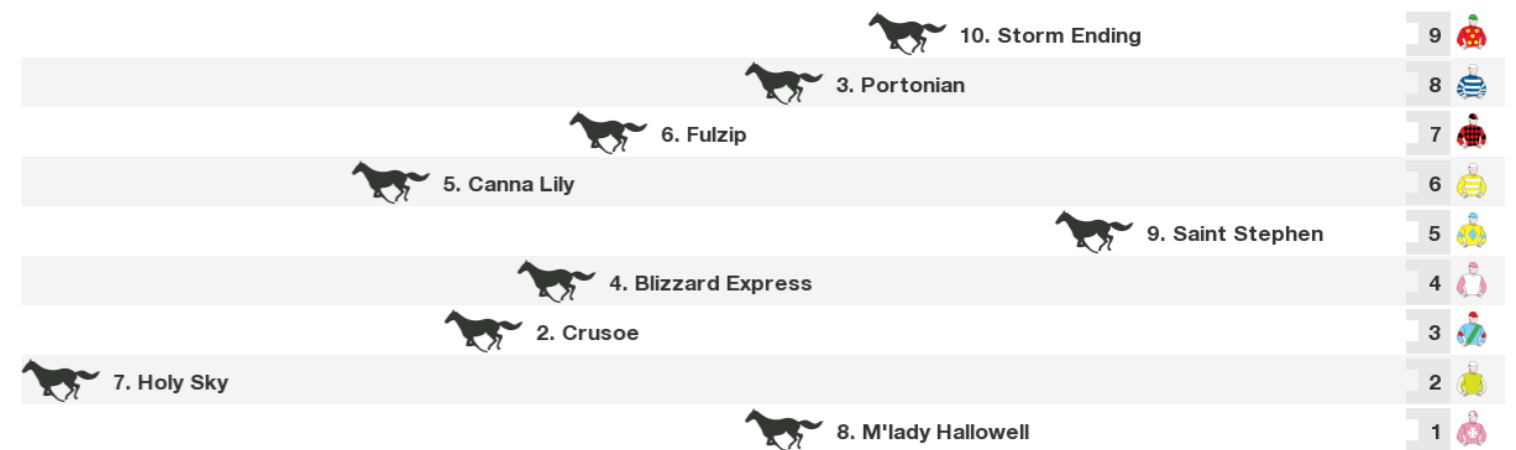 10. Storm Ending 9
3. Portonian 8
6. Fulzip 7
5. Canna Lily 6
9. Saint Stephen 5
4. Blizzard Express 4
2. Crusoe 3
7. Holy Sky 2
8. M'lady Hallowell 1